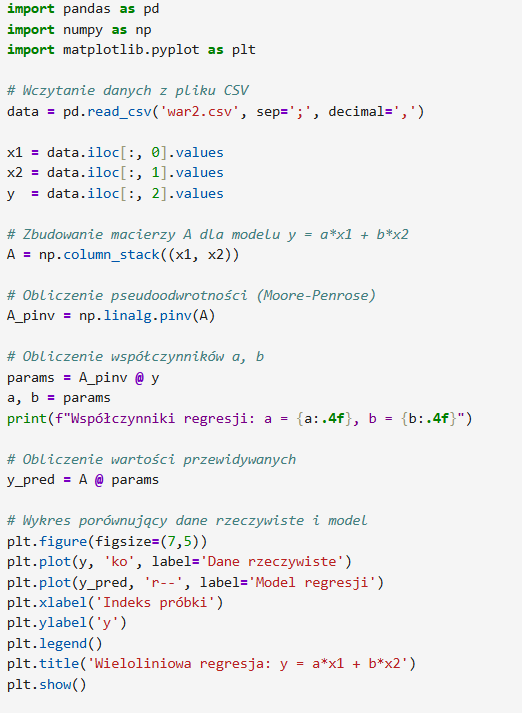 import pandas as pd
import numpy as np
import matplotlib.pyplot as plt
# Wczytanie danych z pliku CSV
data = pd.read_csv('war2.csv', sep=';', decimal=',')
x1 = data.iloc[:, 0].values
x2 = data.iloc[:, 1].values
y  = data.iloc[:, 2].values
# Zbudowanie macierzy A dla modelu y = a*x1 + b*x2
A = np.column_stack((x1, x2))
# Obliczenie pseudoodwrotności (Moore-Penrose)
A_pinv = np.linalg.pinv(A)
# Obliczenie współczynników a, b
params = A_pinv @ y
a, b = params
print(f"Współczynniki regresji: a = {a:.4f}, b = {b:.4f}")
# Obliczenie wartości przewidywanych
y_pred = A @ params
# Wykres porównujący dane rzeczywiste i model
plt.figure(figsize=(7,5))
plt.plot(y, 'ko', label='Dane rzeczywiste')
plt.plot(y_pred, 'r--', label='Model regresji')
plt.xlabel('Indeks próbki')
plt.ylabel('y')
plt.legend()
plt.title('Wieloliniowa regresja: y = a*x1 + b*x2')
plt.show()